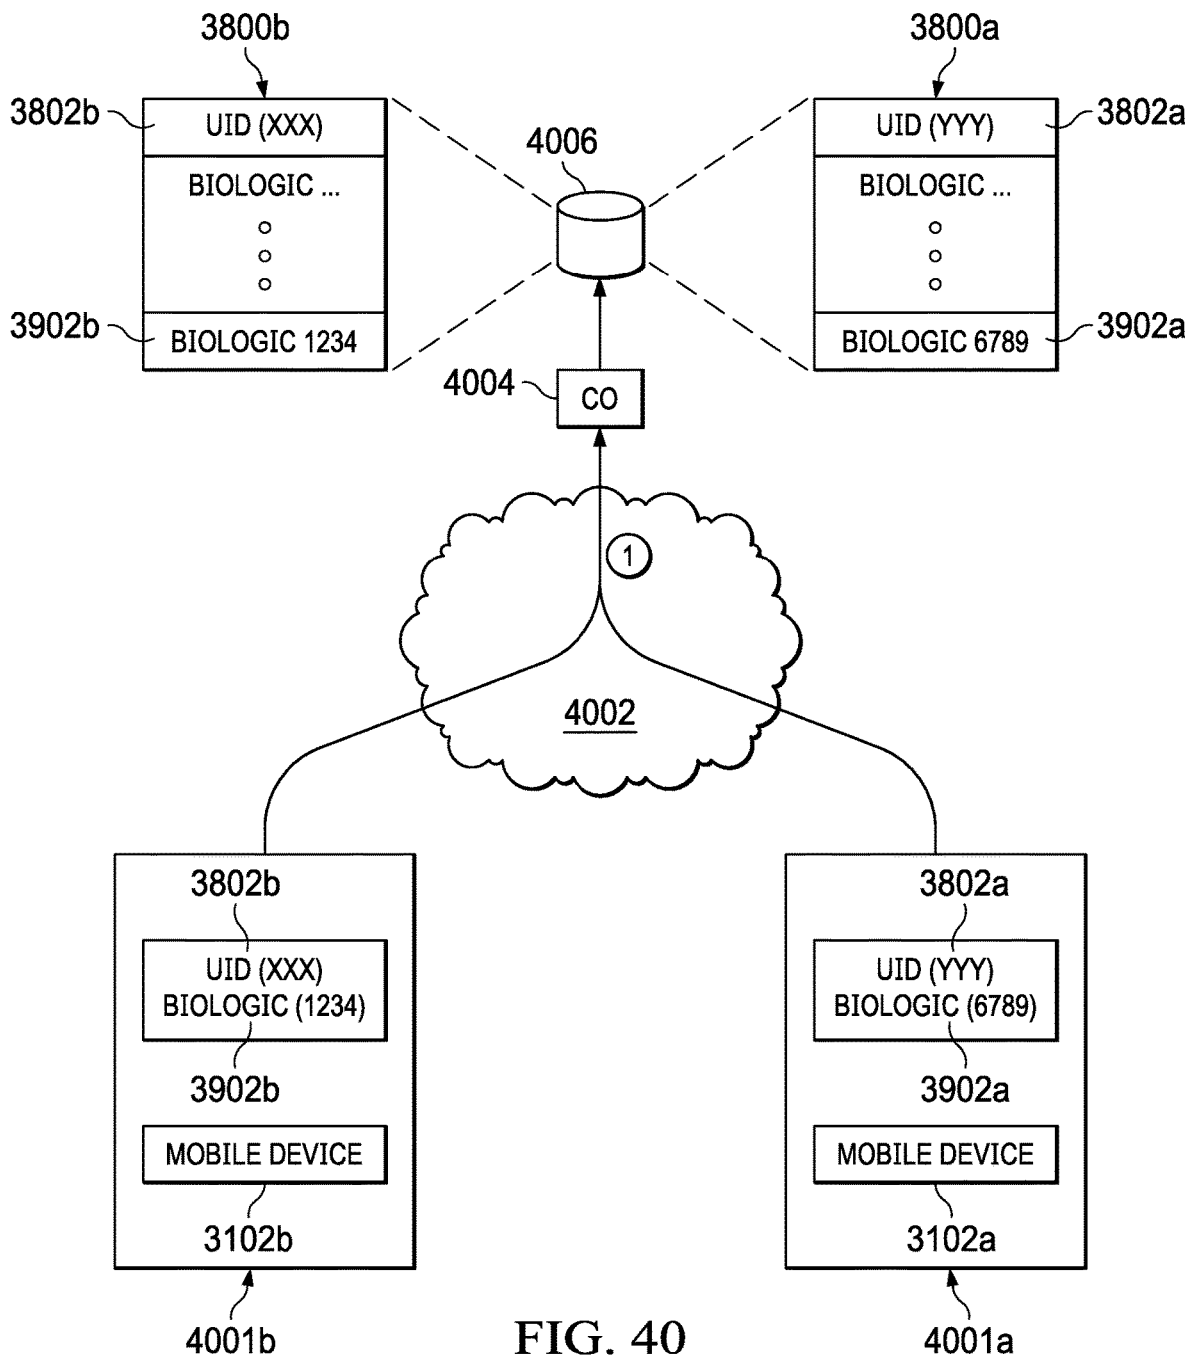 3800b
3800a
3802b
UID (XXX)
UID (YYY)
3802a
4006
BIOLOGIC ...
BIOLOGIC ...
3902b
BIOLOGIC 1234
BIOLOGIC 6789
3902a
4004
CO
1
4002
3802b
3802a
UID (XXX)
BIOLOGIC (1234)
UID (YYY)
BIOLOGIC (6789)
3902b
3902a
MOBILE DEVICE
MOBILE DEVICE
3102b
3102a
4001b
FIG. 40
4001a